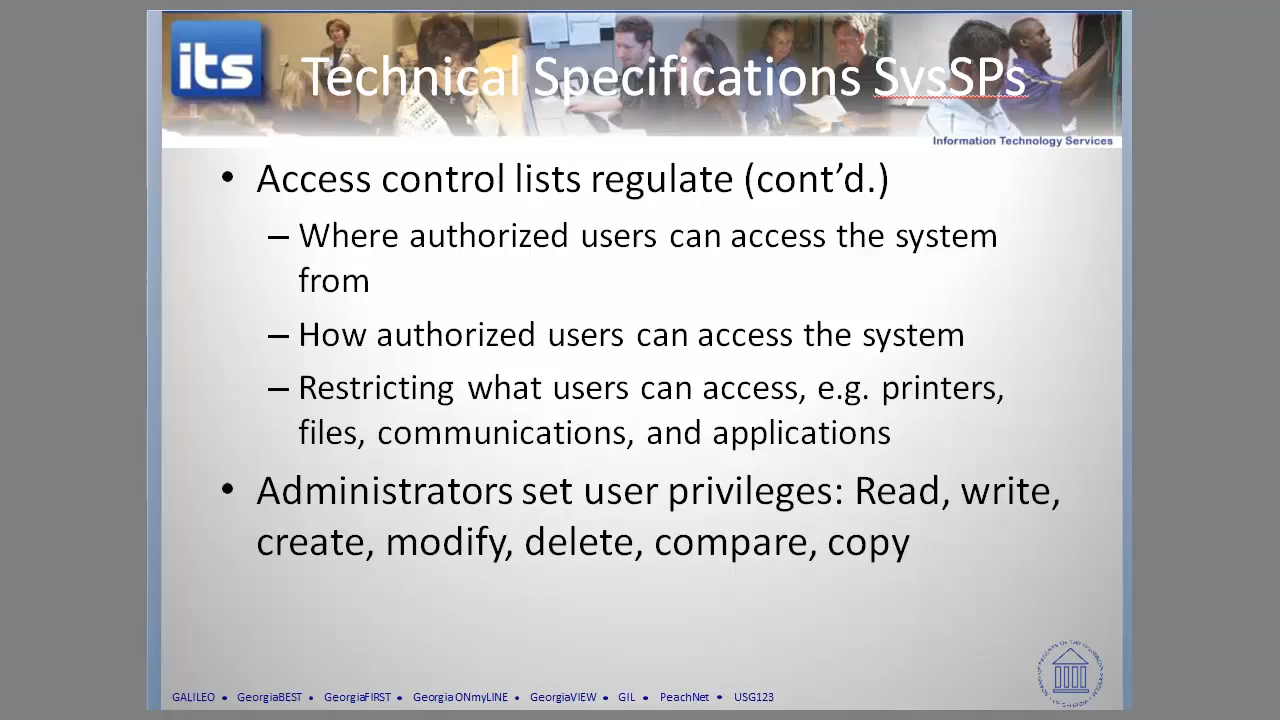 its
Technical Specifications SysSPs
Information Technology Services
• Access control lists regulate (cont’d.)
– Where authorized users can access the system
from
– How authorized users can access the system
– Restricting what users can access, e.g. printers,
files, communications, and applications
• Administrators set user privileges: Read, write,
create, modify, delete, compare, copy
GALILEO • GeorgiaBEST • GeorgiaFIRST • GeorgiaONmyLINE • GeorgiaVIEW • GIL • PeachNet • USG123